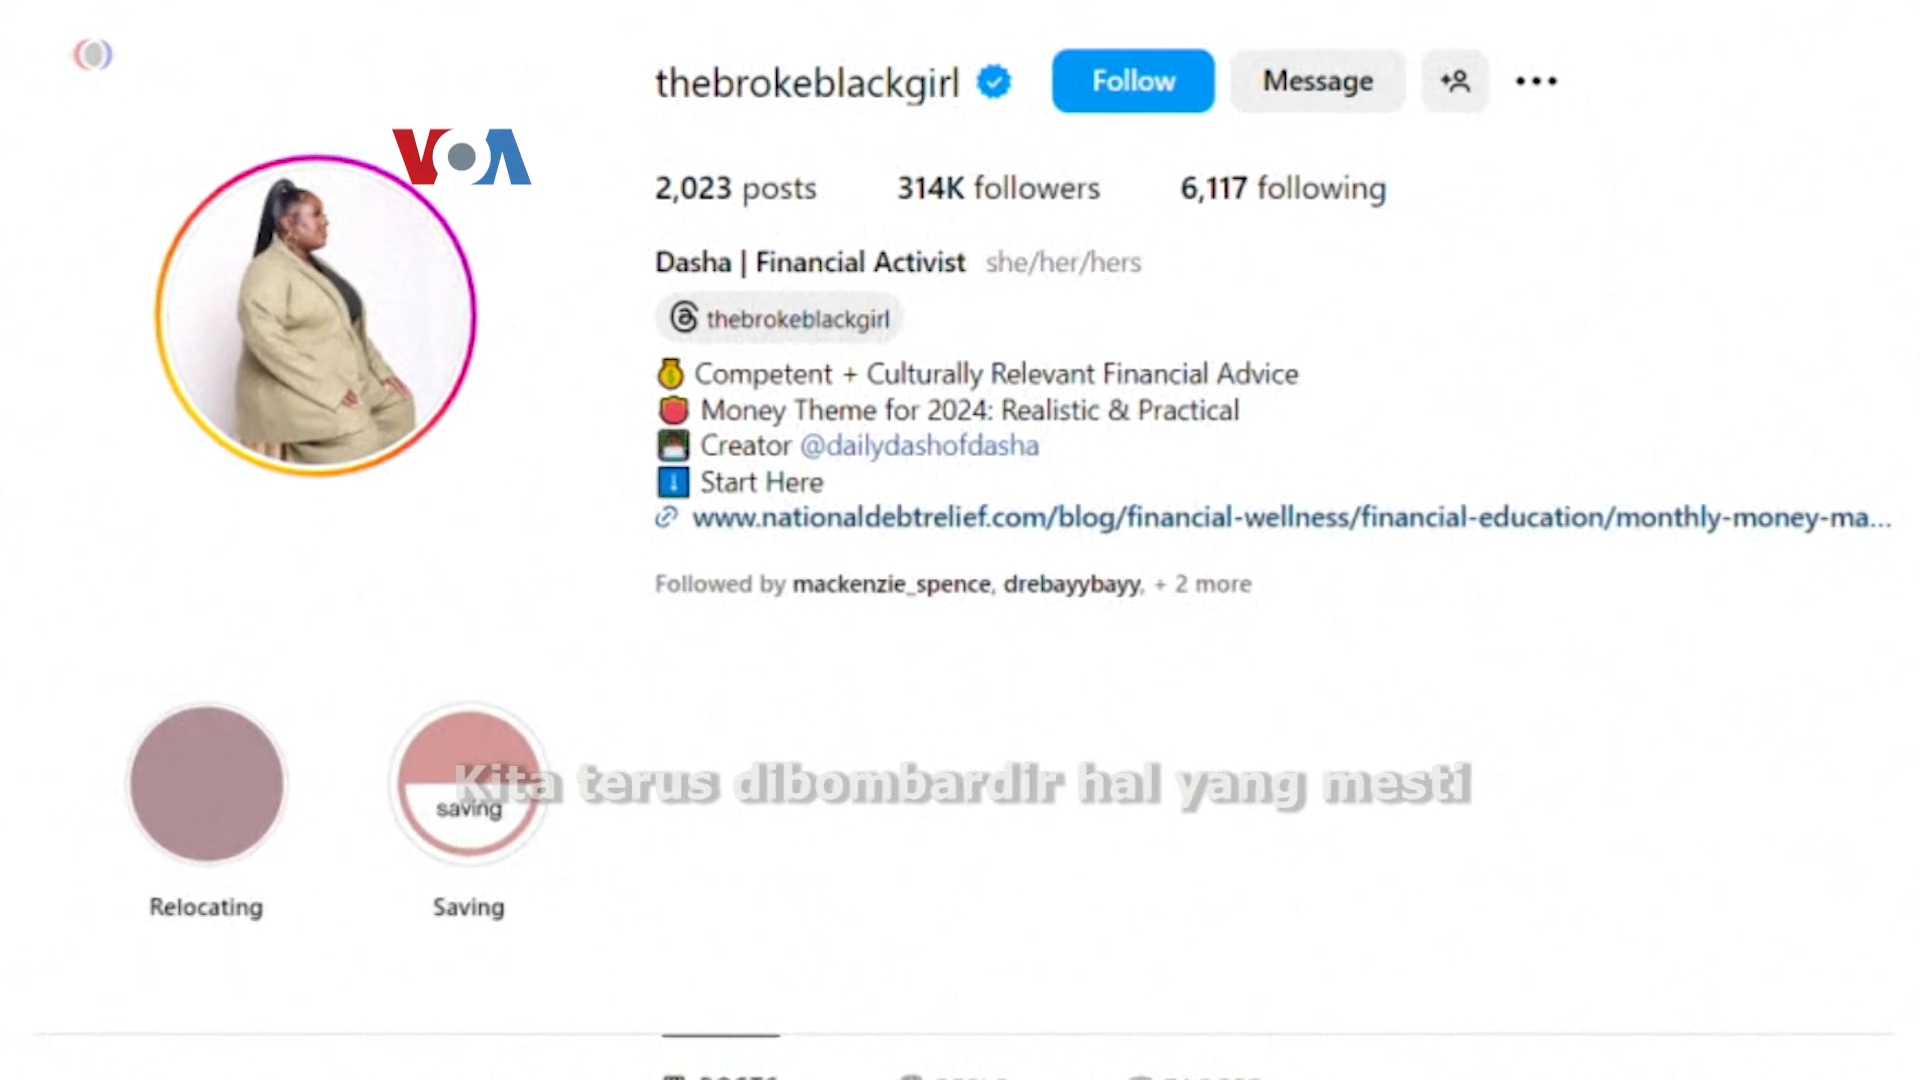 thebrokeblackgirl Follow Message
VOA
2,023 posts 314K followers 6,117 following
Dasha | Financial Activist she/her/hers
thebrokeblackgirl
Competent + Culturally Relevant Financial Advice
Money Theme for 2024: Realistic & Practical
Creator @dailydashofdasha
Start Here
www.nationaldebtrelief.com/blog/financial-wellness/financial-education/monthly-money-ma...
Followed by mackenzie_spence, drebayybayy, + 2 more
Kita terus dibombardir hal yang mesti
saving
Relocating Saving